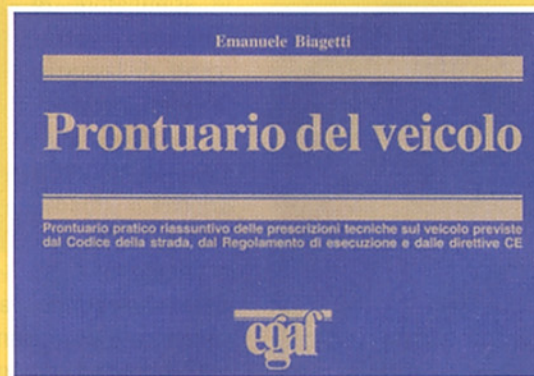 Emanuele Biagetti
Prontuario del veicolo
Prontuario pratico riassuntivo delle prescrizioni tecniche sul veicolo previste
dal Codice della strada, dal Regolamento di esecuzione e dalle direttive CE
egaf